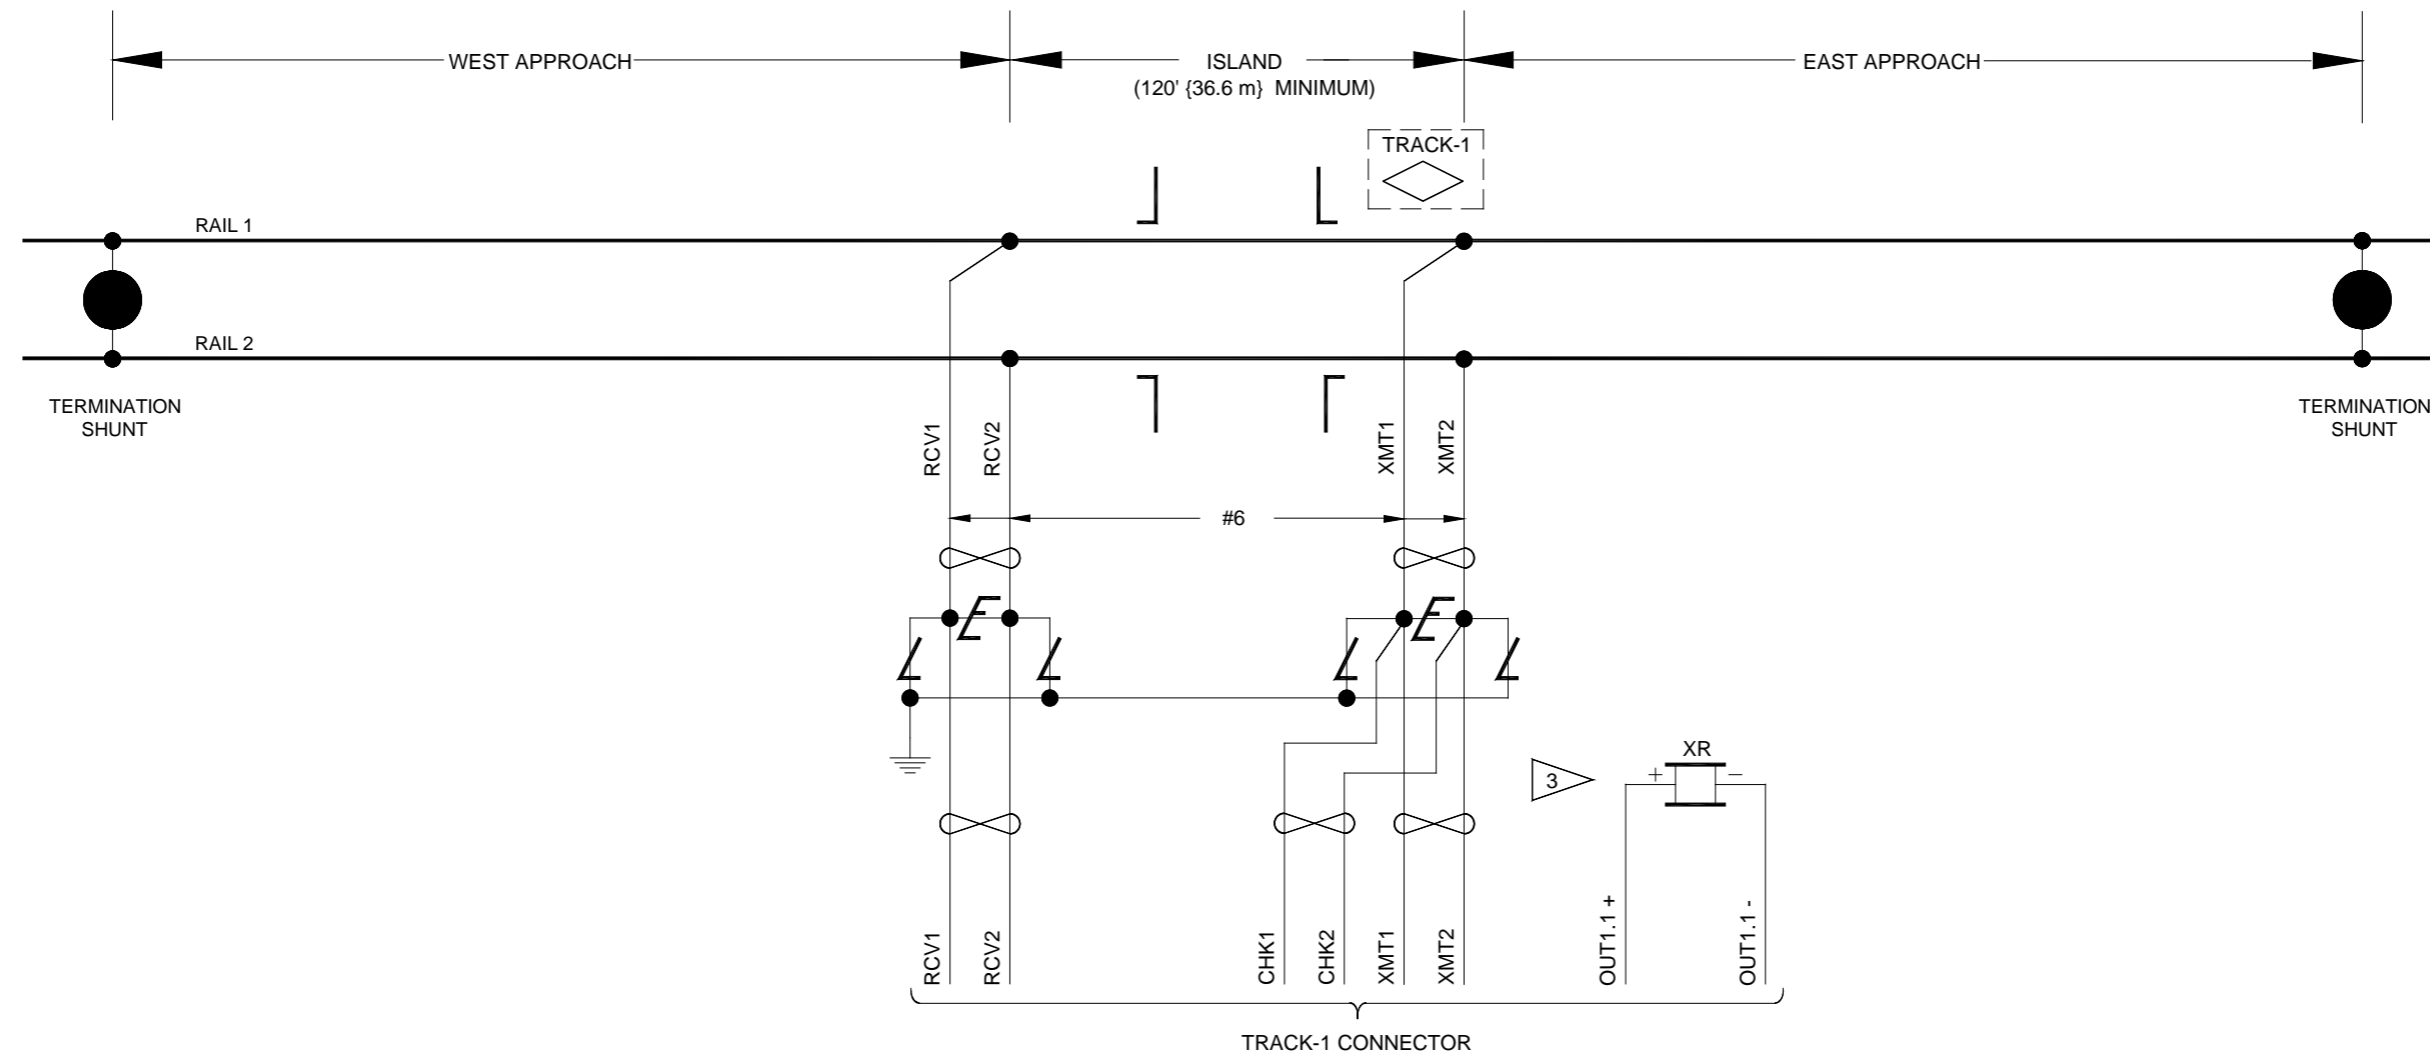 WEST APPROACH
ISLAND
(120' {36.6 m} MINIMUM)
EAST APPROACH
TRACK-1
RAIL 1
RAIL 2
TERMINATION
SHUNT
TERMINATION
SHUNT
RCV1
RCV2
XMT1
XMT2
#6
3
XR
+
−
RCV1
RCV2
CHK1
CHK2
XMT1
XMT2
OUT1.1 +
OUT1.1 -
TRACK-1 CONNECTOR